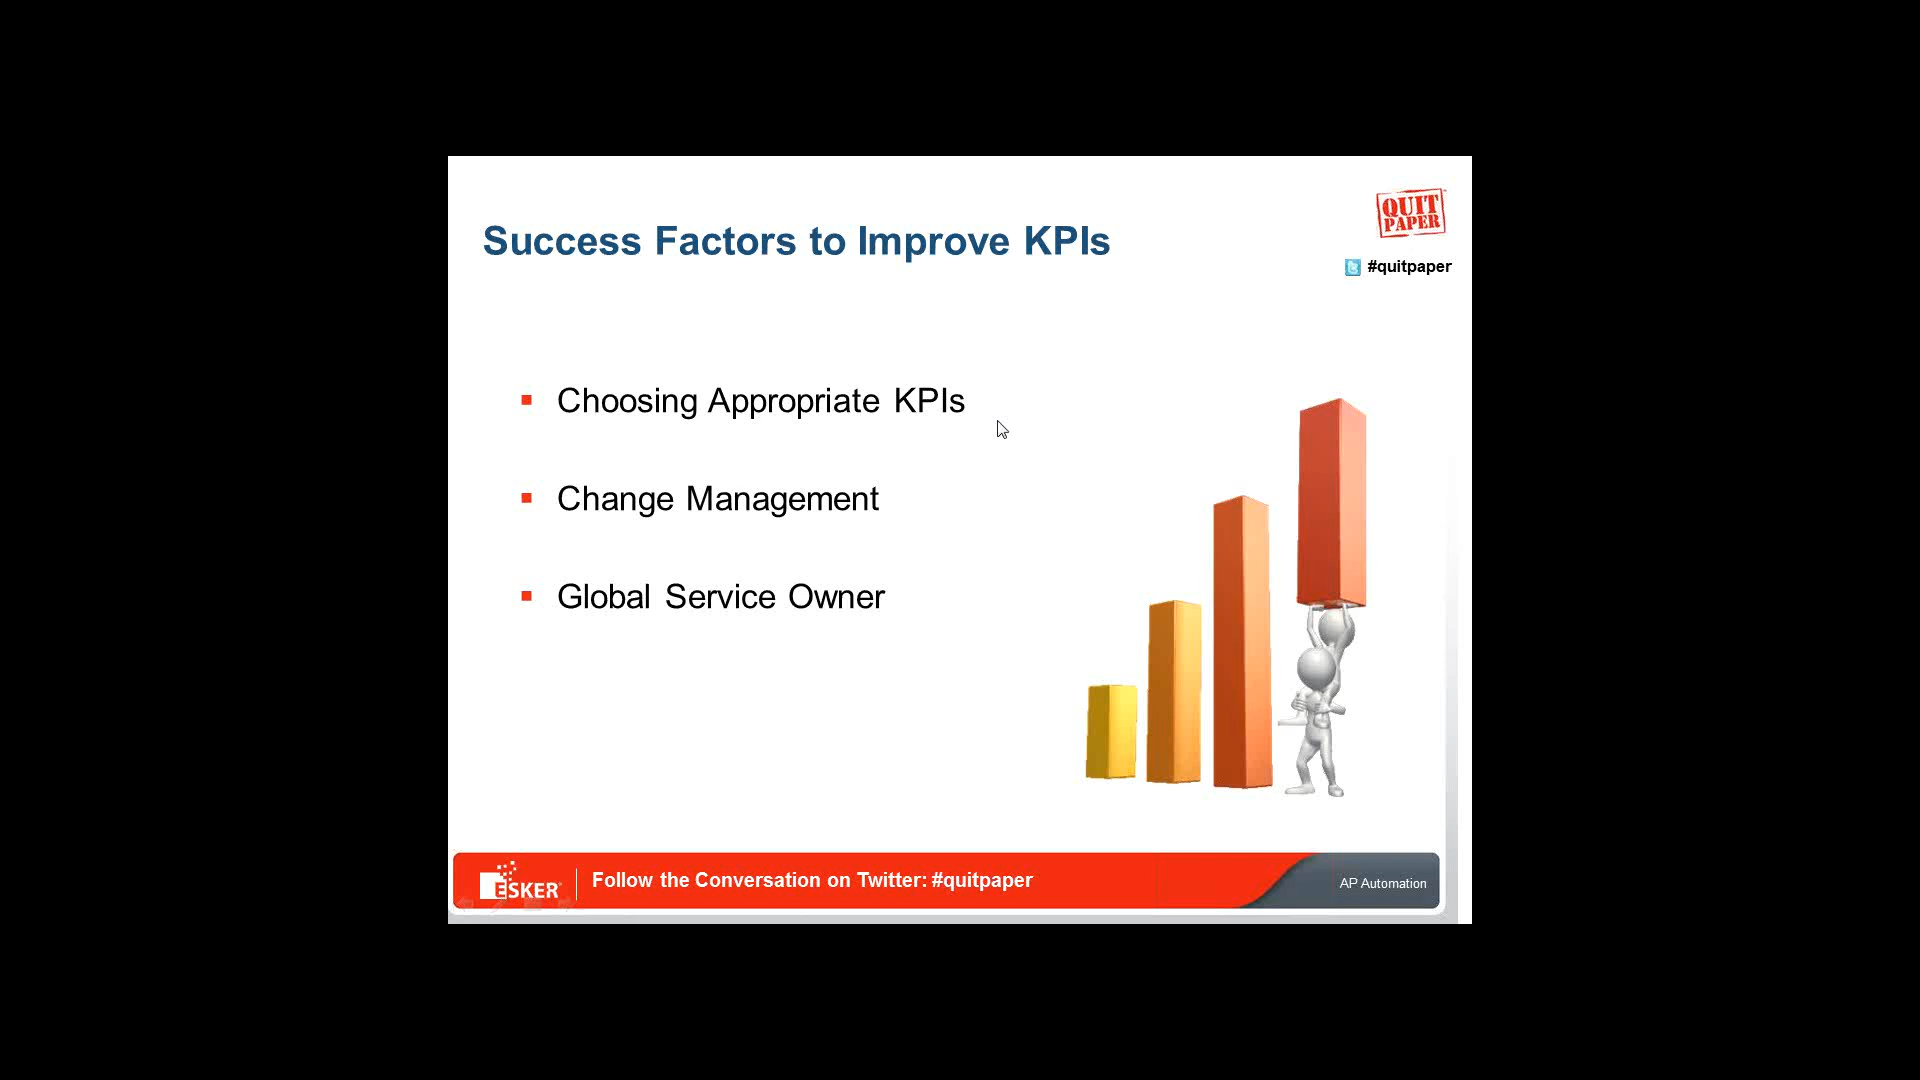 Success Factors to Improve KPIs
QUIT
PAPER
#quitpaper
Choosing Appropriate KPIs
Change Management
Global Service Owner
ESKER
Follow the Conversation on Twitter: #quitpaper
AP Automation